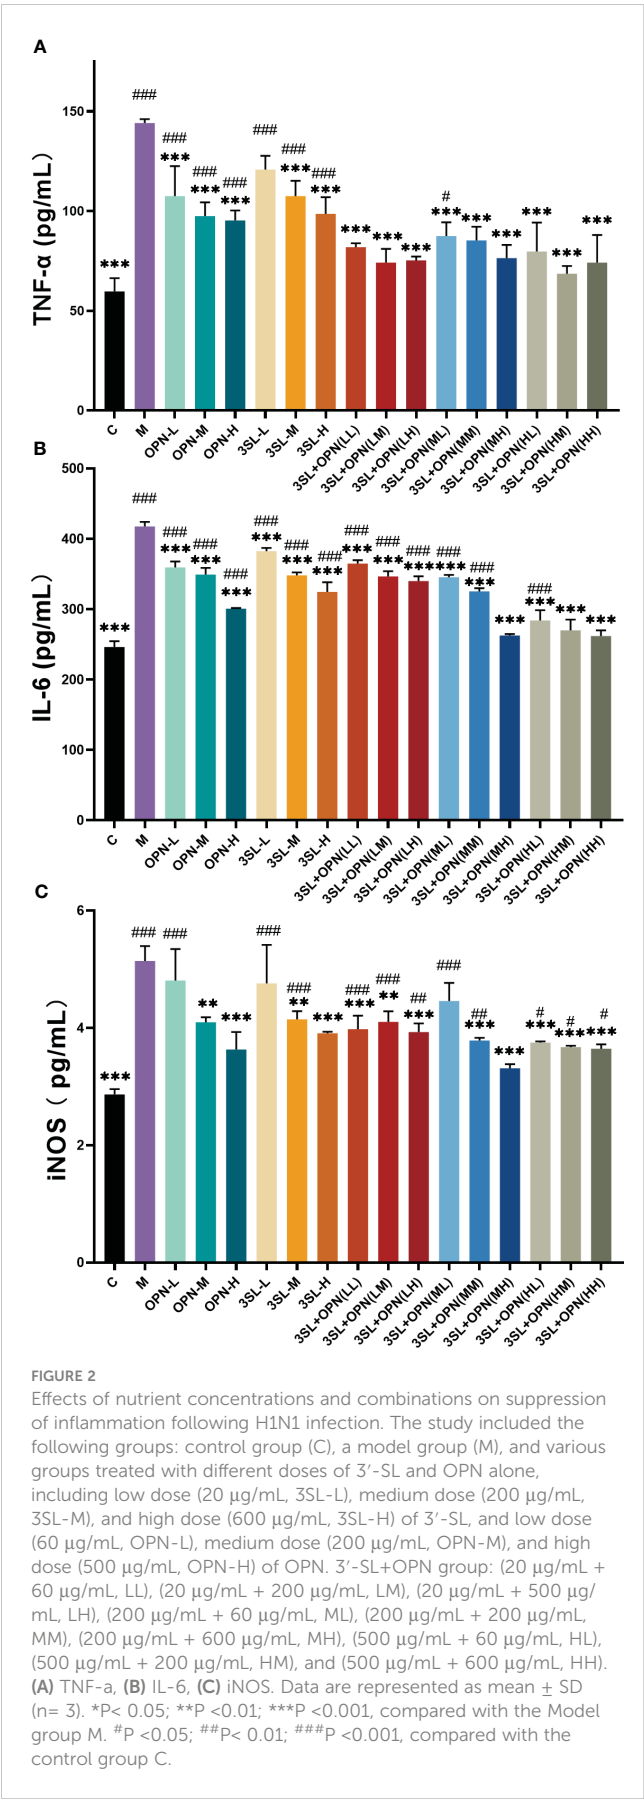 A
TNF-α (pg/mL)
150
100
50
0
***
###
###
***
###
***
###
***
###
###
***
###
***
***
***
***
#
***
***
***
***
***
***
C
M
OPN-L
OPN-M
OPN-H
3SL-L
3SL-M
3SL-H
3SL+OPN(LL)
3SL+OPN(LM)
3SL+OPN(LH)
3SL+OPN(ML)
3SL+OPN(MM)
3SL+OPN(MH)
3SL+OPN(HL)
3SL+OPN(HM)
3SL+OPN(HH)
B
IL-6 (pg/mL)
500
400
300
200
100
0
***
###
###
***
###
***
###
***
###
***
###
***
###
***
###
***
###
***
###
***
###
***
###
***
***
###
***
***
***
C
M
OPN-L
OPN-M
OPN-H
3SL-L
3SL-M
3SL-H
3SL+OPN(LL)
3SL+OPN(LM)
3SL+OPN(LH)
3SL+OPN(ML)
3SL+OPN(MM)
3SL+OPN(MH)
3SL+OPN(HL)
3SL+OPN(HM)
3SL+OPN(HH)
C
iNOS ( pg/mL)
6
4
2
0
***
###
###
**
***
###
###
**
***
###
***
###
**
##
***
###
##
***
***
#
***
#
***
#
***
C
M
OPN-L
OPN-M
OPN-H
3SL-L
3SL-M
3SL-H
3SL+OPN(LL)
3SL+OPN(LM)
3SL+OPN(LH)
3SL+OPN(ML)
3SL+OPN(MM)
3SL+OPN(MH)
3SL+OPN(HL)
3SL+OPN(HM)
3SL+OPN(HH)
FIGURE 2
Effects of nutrient concentrations and combinations on suppression
of inflammation following H1N1 infection. The study included the
following groups: control group (C), a model group (M), and various
groups treated with different doses of 3′-SL and OPN alone,
including low dose (20 μg/mL, 3SL-L), medium dose (200 μg/mL,
3SL-M), and high dose (600 μg/mL, 3SL-H) of 3′-SL, and low dose
(60 μg/mL, OPN-L), medium dose (200 μg/mL, OPN-M), and high
dose (500 μg/mL, OPN-H) of OPN. 3′-SL+OPN group: (20 μg/mL +
60 μg/mL, LL), (20 μg/mL + 200 μg/mL, LM), (20 μg/mL + 500 μg/
mL, LH), (200 μg/mL + 60 μg/mL, ML), (200 μg/mL + 200 μg/mL,
MM), (200 μg/mL + 600 μg/mL, MH), (500 μg/mL + 60 μg/mL, HL),
(500 μg/mL + 200 μg/mL, HM), and (500 μg/mL + 600 μg/mL, HH).
(A) TNF-a, (B) IL-6, (C) iNOS. Data are represented as mean ± SD
(n= 3). *P< 0.05; **P <0.01; ***P <0.001, compared with the Model
group M. #P <0.05; ##P< 0.01; ###P <0.001, compared with the
control group C.